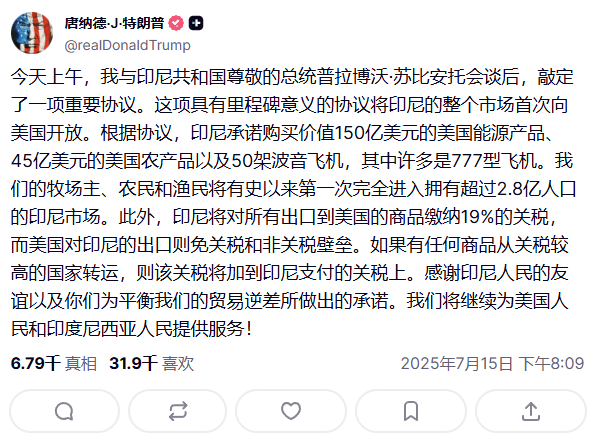 唐纳德·J·特朗普
@realDonaldTrump
今天上午，我与印尼共和国尊敬的总统普拉博沃·苏比安托会谈后，敲定
了一项重要协议。这项具有里程碑意义的协议将印尼的整个市场首次向
美国开放。根据协议，印尼承诺购买价值150亿美元的美国能源产品、
45亿美元的美国农产品以及50架波音飞机，其中许多是777型飞机。我
们的牧场主、农民和渔民将有史以来第一次完全进入拥有超过2.8亿人口
的印尼市场。此外，印尼将对所有出口到美国的商品缴纳19%的关税，
而美国对印尼的出口则免关税和非关税壁垒。如果有任何商品从关税较
高的国家转运，则该关税将加到印尼支付的关税上。感谢印尼人民的友
谊以及你们为平衡我们的贸易逆差所做出的承诺。我们将继续为美国人
民和印度尼西亚人民提供服务！
6.79千 真相 31.9千 喜欢 2025年7月15日 下午8:09